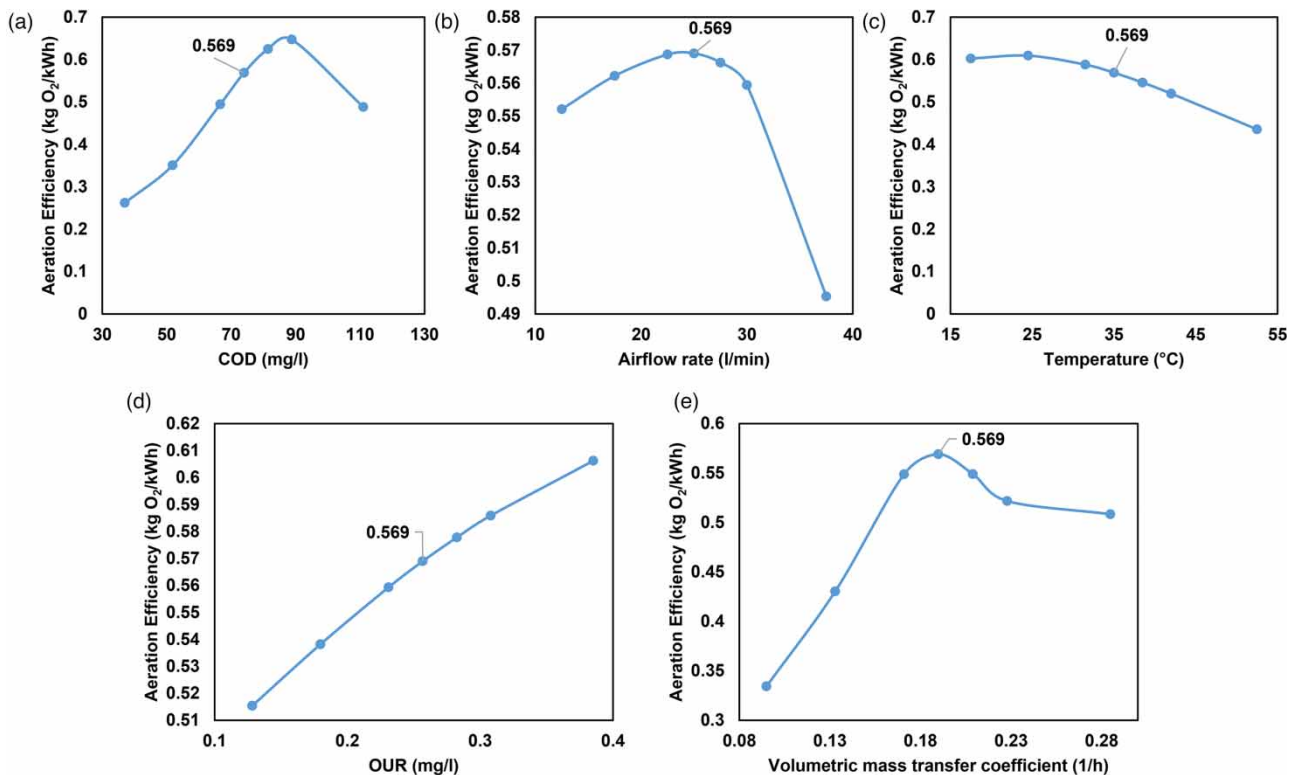 (a)
Aeration Efficiency (kg O₂/kWh)
0.7
0.6
0.5
0.4
0.3
0.2
0.1
0
0.569
30 50 70 90 110 130
COD (mg/l)
(b)
Aeration Efficiency (kg O₂/kWh)
0.58
0.57
0.56
0.55
0.54
0.53
0.52
0.51
0.5
0.49
0.569
10 20 30 40
Airflow rate (l/min)
(c)
Aeration Efficiency (kg O₂/kWh)
0.7
0.6
0.5
0.4
0.3
0.2
0.1
0
0.569
15 25 35 45 55
Temperature (°C)
(d)
Aeration Efficiency (kg O₂/kWh)
0.62
0.61
0.6
0.59
0.58
0.57
0.56
0.55
0.54
0.53
0.52
0.51
0.569
0.1 0.2 0.3 0.4
OUR (mg/l)
(e)
Aeration Efficiency (kg O₂/kWh)
0.6
0.55
0.5
0.45
0.4
0.35
0.3
0.569
0.08 0.13 0.18 0.23 0.28
Volumetric mass transfer coefficient (1/h)